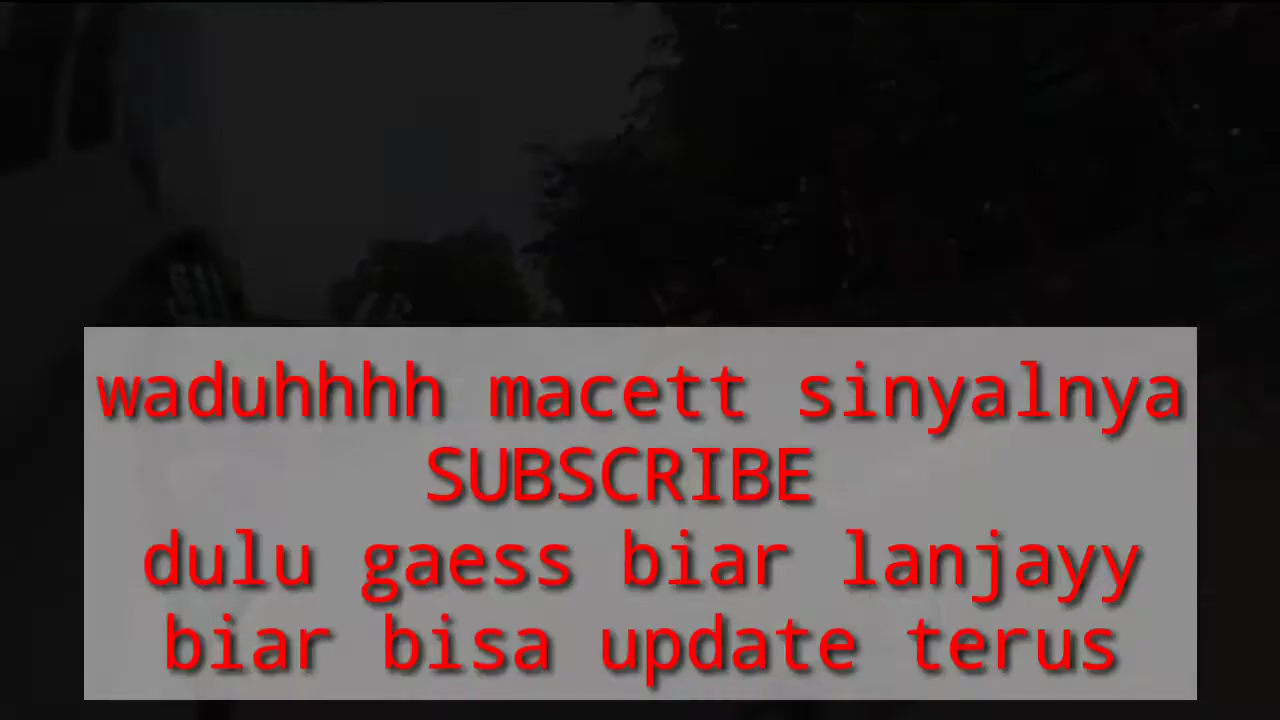 waduhhhh macett sinyalnya
SUBSCRIBE
dulu gaess biar lanjayy
biar bisa update terus